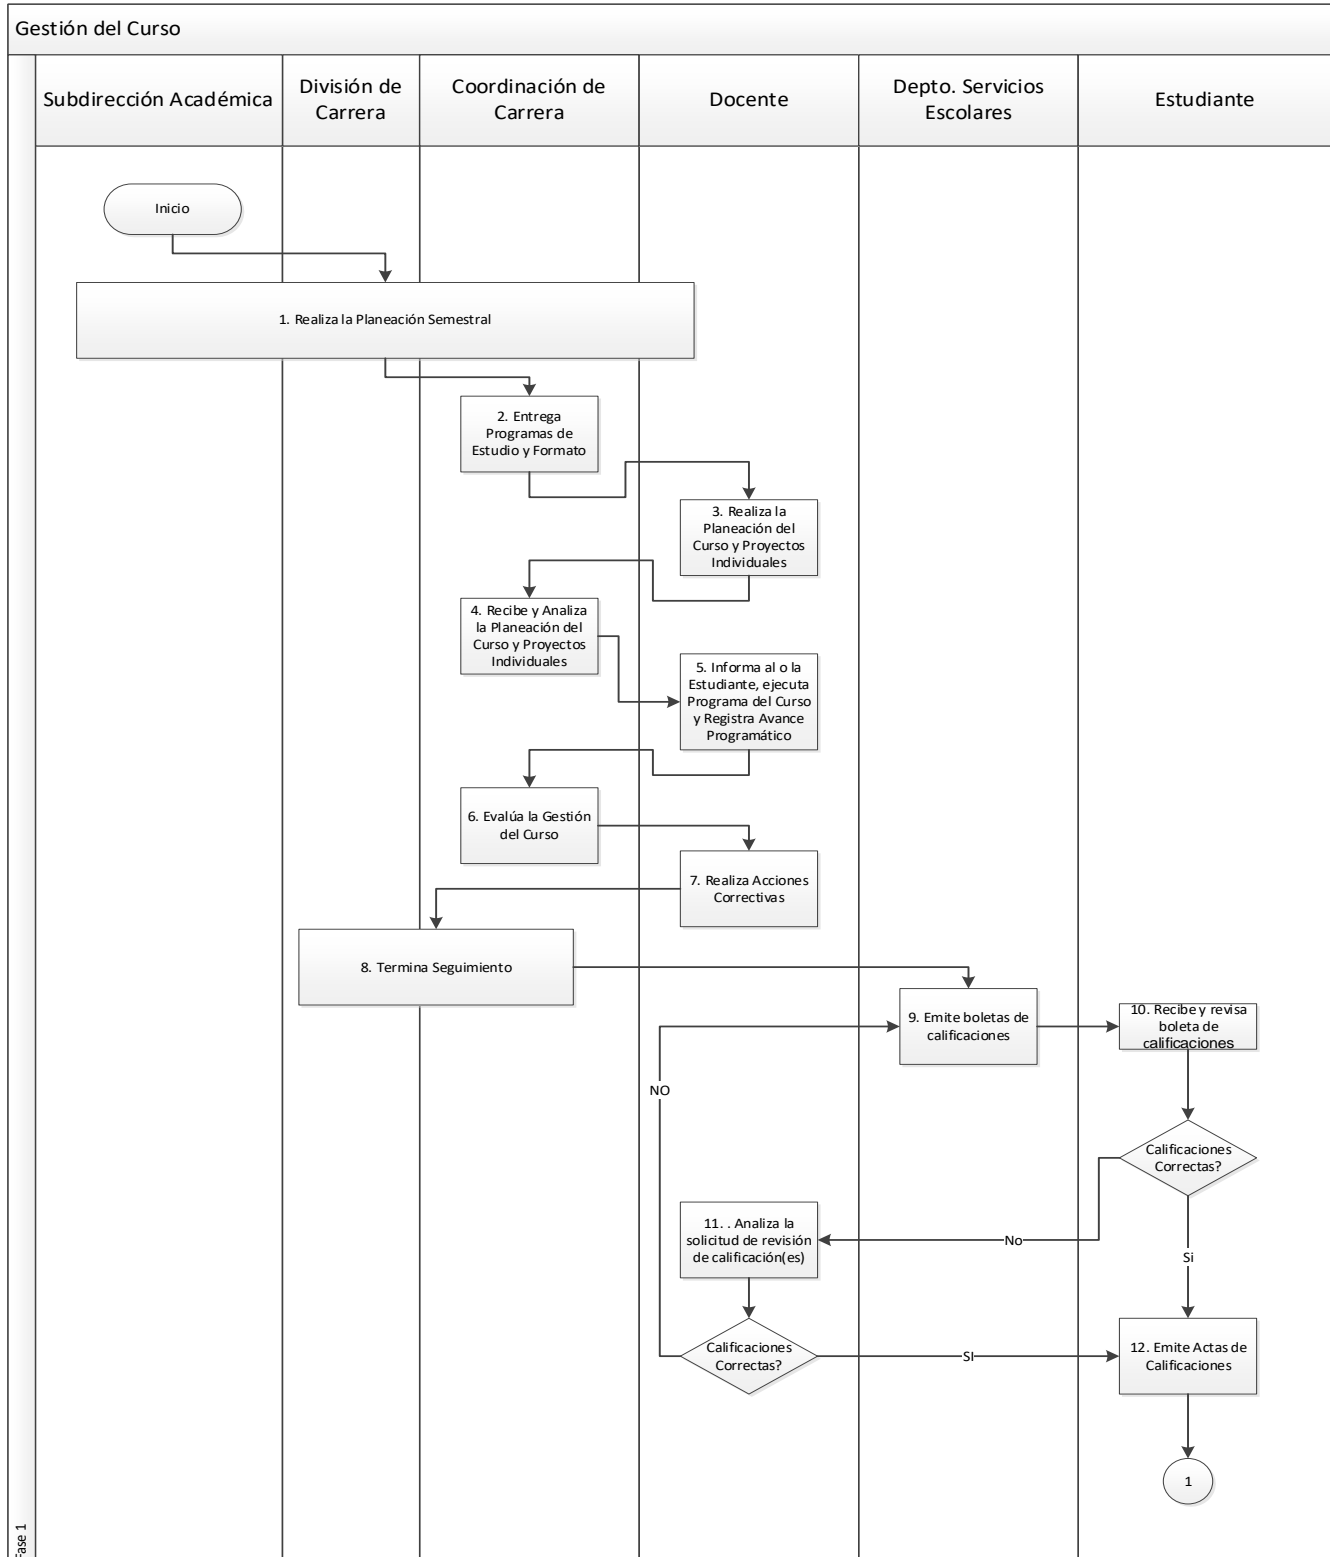 Gestión del Curso
Subdirección Académica
División de
Carrera
Coordinación de
Carrera
Docente
Depto. Servicios
Escolares
Estudiante
Inicio
1. Realiza la Planeación Semestral
2. Entrega
Programas de
Estudio y Formato
3. Realiza la
Planeación del
Curso y Proyectos
Individuales
4. Recibe y Analiza
la Planeación del
Curso y Proyectos
Individuales
5. Informa al o la
Estudiante, ejecuta
Programa del Curso
y Registra Avance
Programático
6. Evalúa la Gestión
del Curso
7. Realiza Acciones
Correctivas
8. Termina Seguimiento
9. Emite boletas de
calificaciones
10. Recibe y revisa
boleta de
calificaciones
NO
Calificaciones
Correctas?
11. . Analiza la
solicitud de revisión
de calificación(es)
No
Si
Calificaciones
Correctas?
SI
12. Emite Actas de
Calificaciones
1
Fase 1